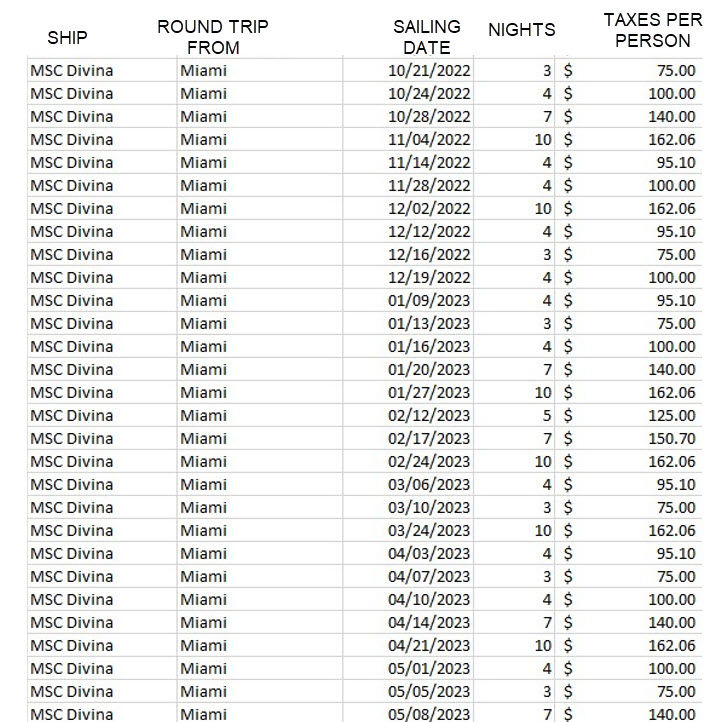 SHIP ROUND TRIP FROM SAILING DATE NIGHTS TAXES PER PERSON
MSC Divina Miami 10/21/2022 3 $ 75.00
MSC Divina Miami 10/24/2022 4 $ 100.00
MSC Divina Miami 10/28/2022 7 $ 140.00
MSC Divina Miami 11/04/2022 10 $ 162.06
MSC Divina Miami 11/14/2022 4 $ 95.10
MSC Divina Miami 11/28/2022 4 $ 100.00
MSC Divina Miami 12/02/2022 10 $ 162.06
MSC Divina Miami 12/12/2022 4 $ 95.10
MSC Divina Miami 12/16/2022 3 $ 75.00
MSC Divina Miami 12/19/2022 4 $ 100.00
MSC Divina Miami 01/09/2023 4 $ 95.10
MSC Divina Miami 01/13/2023 3 $ 75.00
MSC Divina Miami 01/16/2023 4 $ 100.00
MSC Divina Miami 01/20/2023 7 $ 140.00
MSC Divina Miami 01/27/2023 10 $ 162.06
MSC Divina Miami 02/12/2023 5 $ 125.00
MSC Divina Miami 02/17/2023 7 $ 150.70
MSC Divina Miami 02/24/2023 10 $ 162.06
MSC Divina Miami 03/06/2023 4 $ 95.10
MSC Divina Miami 03/10/2023 3 $ 75.00
MSC Divina Miami 03/24/2023 10 $ 162.06
MSC Divina Miami 04/03/2023 4 $ 95.10
MSC Divina Miami 04/07/2023 3 $ 75.00
MSC Divina Miami 04/10/2023 4 $ 100.00
MSC Divina Miami 04/14/2023 7 $ 140.00
MSC Divina Miami 04/21/2023 10 $ 162.06
MSC Divina Miami 05/01/2023 4 $ 100.00
MSC Divina Miami 05/05/2023 3 $ 75.00
MSC Divina Miami 05/08/2023 7 $ 140.00